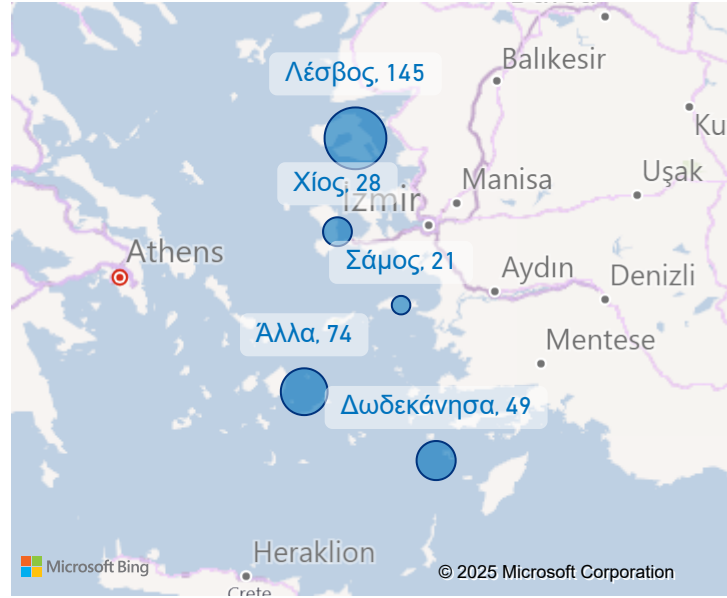 Λέσβος, 145
Balıkesir
Χίος, 28
Ku
Uşak
Manisa
İzmir
Athens
Σάμος, 21
Aydın
Denizli
Άλλα, 74
Mentese
Δωδεκάνησα, 49
Heraklion
Microsoft Bing
© 2025 Microsoft Corporation
Crete